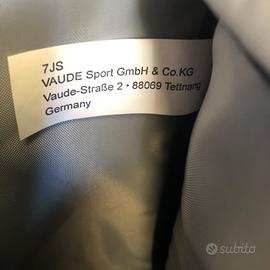 7JS
VAUDE Sport GmbH & Co.KG
Vaude-Straße 2 • 88069 Tettnang
Germany
subito